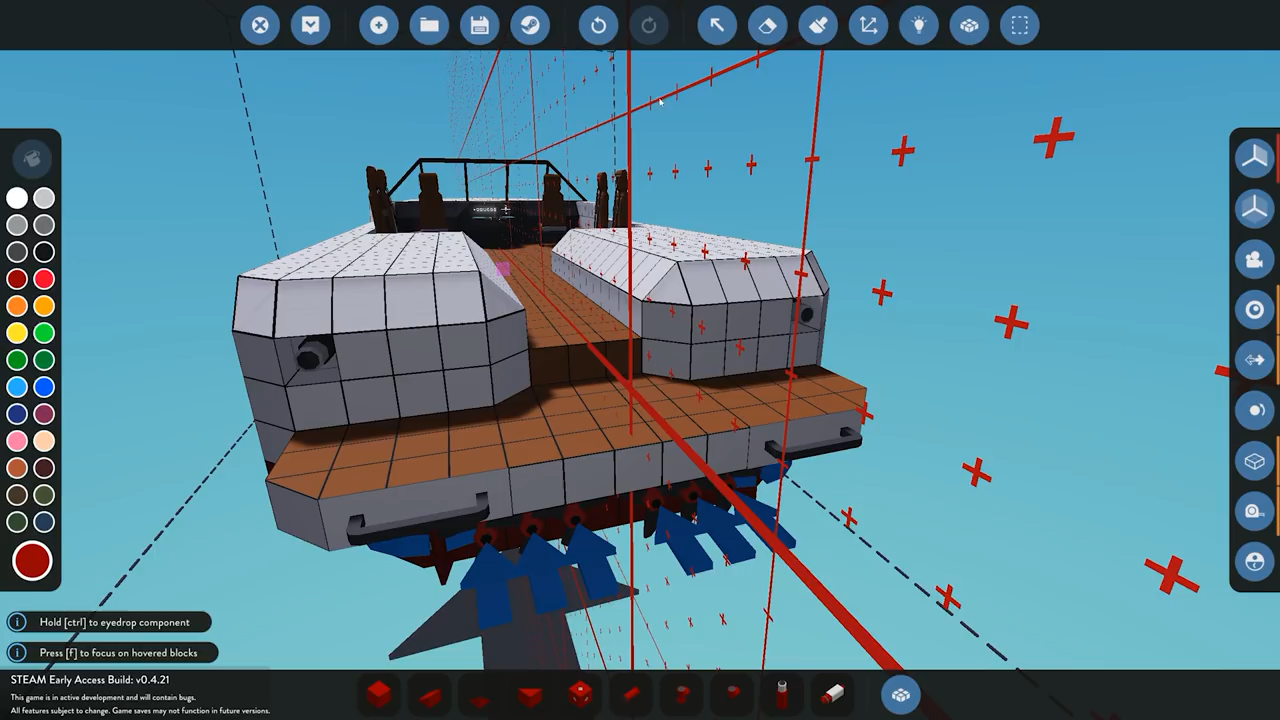 Hold [ctrl] to eyedrop component
Press [f] to focus on hovered blocks
STEAM Early Access Build: v0.4.21
This game is in active development and will contain bugs.
All features subject to change. Game saves may not function in future versions.